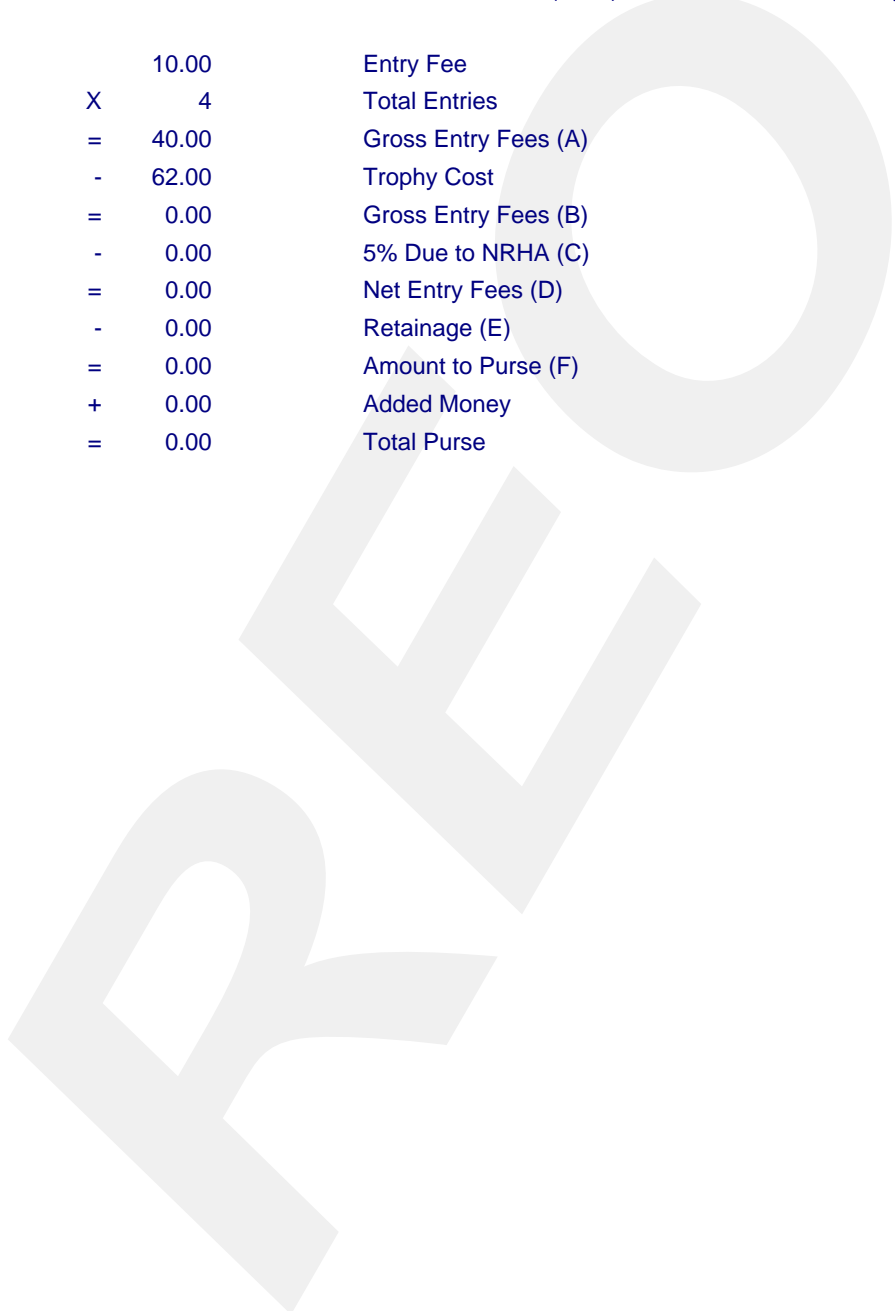 10.00 Entry Fee
X 4 Total Entries
= 40.00 Gross Entry Fees (A)
- 62.00 Trophy Cost
= 0.00 Gross Entry Fees (B)
- 0.00 5% Due to NRHA (C)
= 0.00 Net Entry Fees (D)
- 0.00 Retainage (E)
= 0.00 Amount to Purse (F)
+ 0.00 Added Money
= 0.00 Total Purse
REO